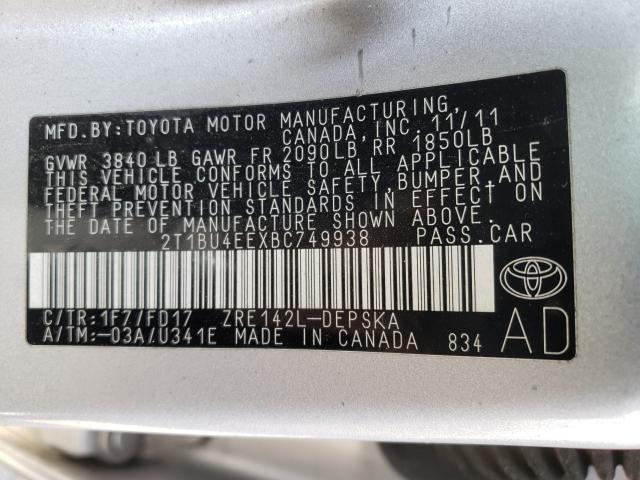 MFD.BY:TOYOTA MOTOR MANUFACTURING,
CANADA, INC. 11/11
GVWR 3840 LB GAWR FR 2090LB RR 1850LB
THIS VEHICLE CONFORMS TO ALL APPLICABLE
FEDERAL MOTOR VEHICLE SAFETY, BUMPER AND
THEFT PREVENTION STANDARDS IN EFFECT ON
THE DATE OF MANUFACTURE SHOWN ABOVE.
2T1BU4EEXBC749938 PASS.CAR
C/TR:1F7/FD17 ZRE142L-DEPSKA
A/TM:-03A/U341E MADE IN CANADA 834
AD